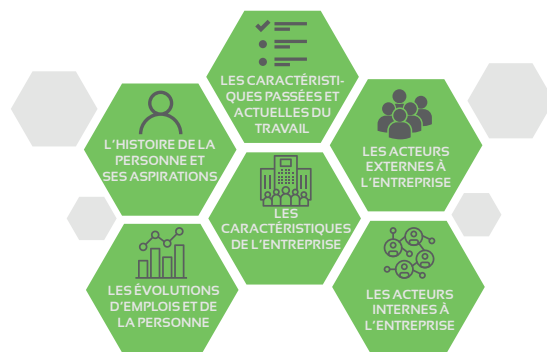 LES CARACTÉRISTI-
QUES PASSÉES ET
ACTUELLES DU
TRAVAIL
L'HISTOIRE DE LA
PERSONNE ET
SES ASPIRATIONS
LES ACTEURS
EXTERNES À
L'ENTREPRISE
LES
CARACTÉRISTIQUES
DE L'ENTREPRISE
LES ÉVOLUTIONS
D'EMPLOIS ET DE
LA PERSONNE
LES ACTEURS
INTERNES À
L'ENTREPRISE